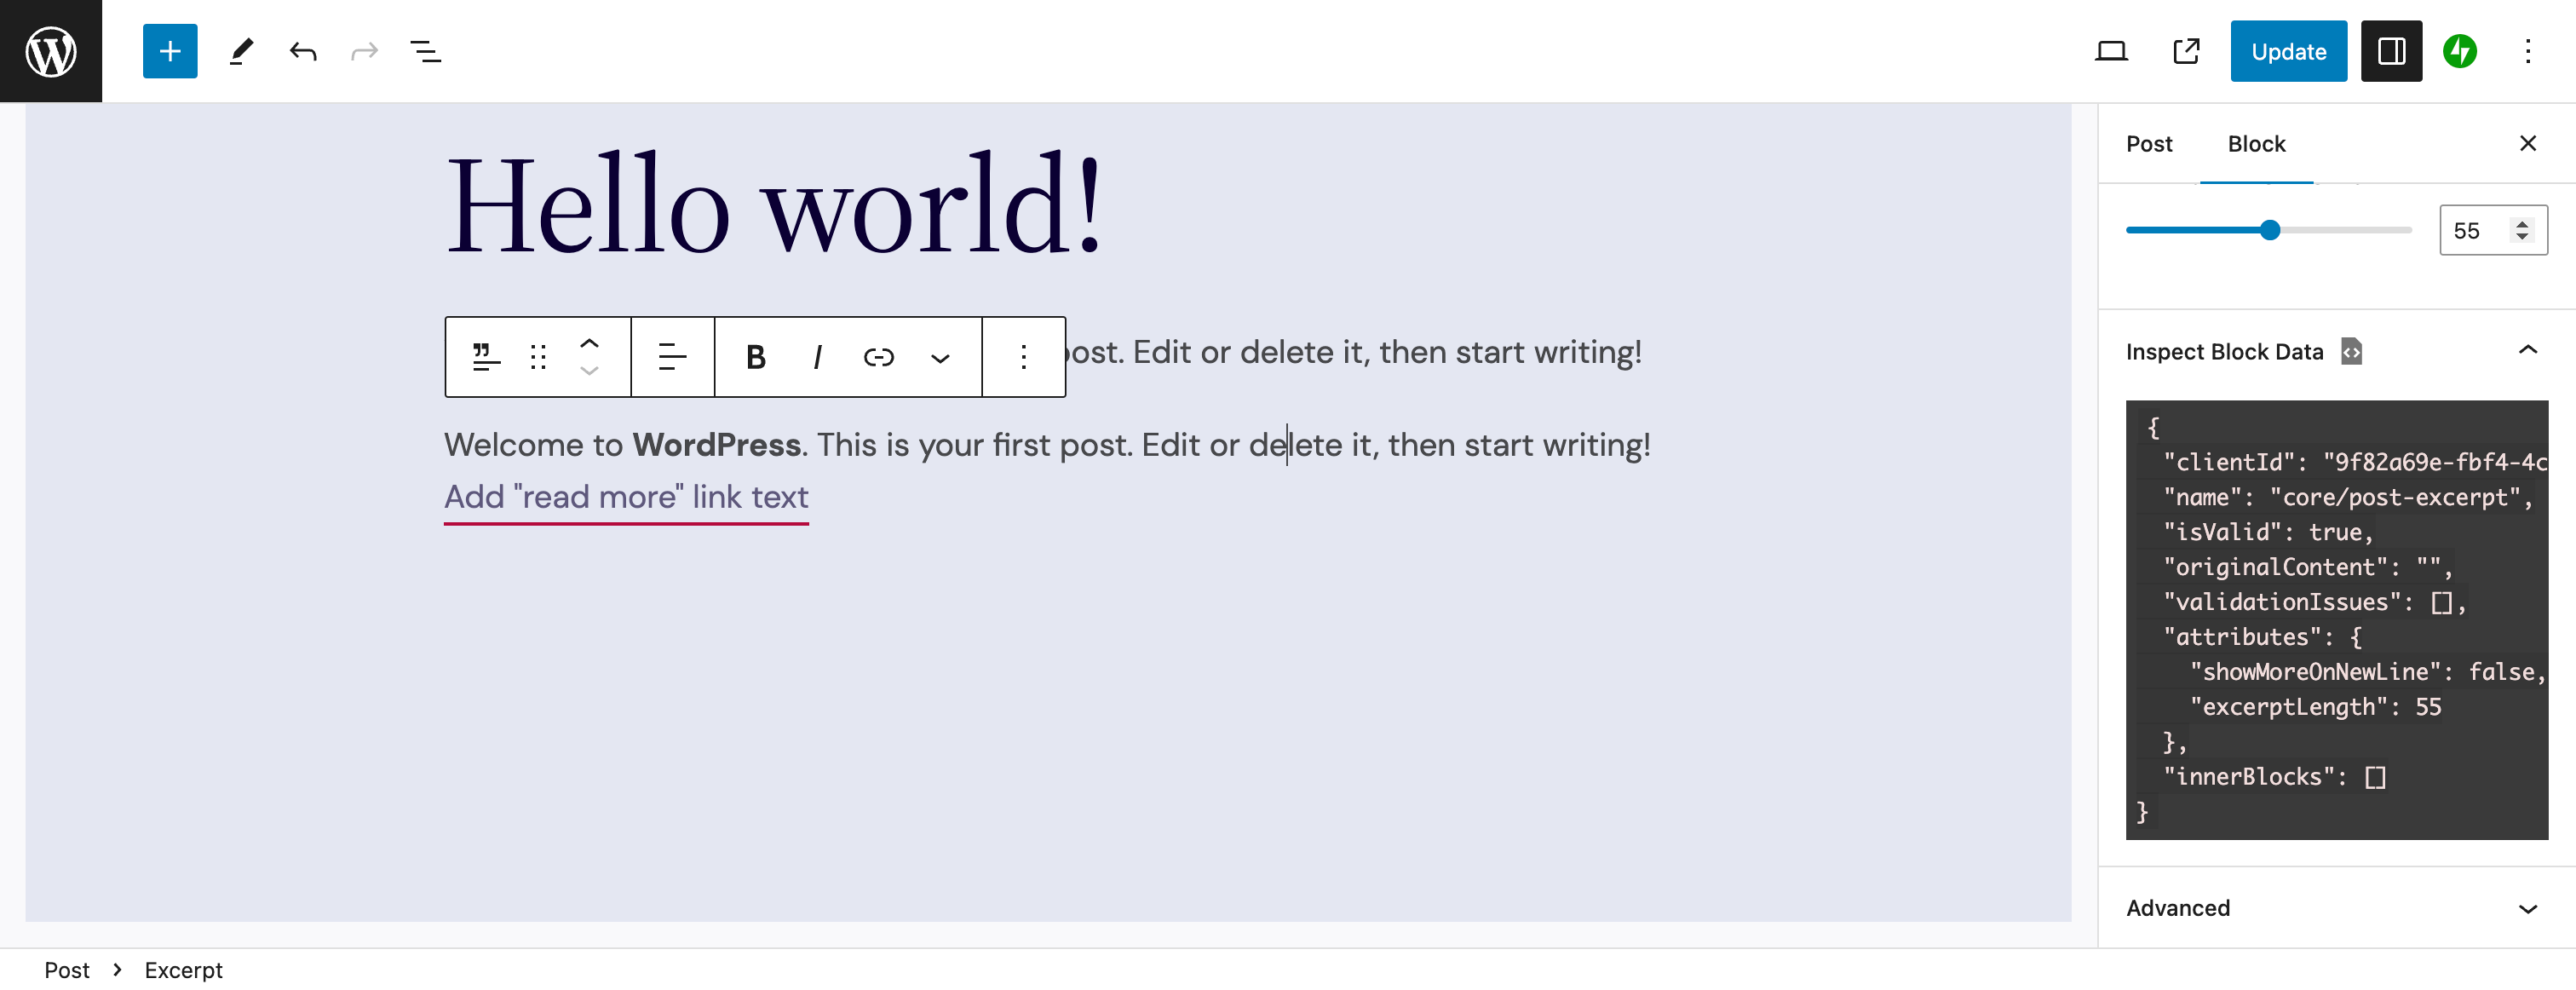 Update
Post
Block
55
Hello world!
post. Edit or delete it, then start writing!
B I
Welcome to WordPress. This is your first post. Edit or delete it, then start writing!
Add "read more" link text
Inspect Block Data
{
"clientId": "9f82a69e-fbf4-4c
"name": "core/post-excerpt",
"isValid": true,
"originalContent": "",
"validationIssues": [],
"attributes": {
"showMoreOnNewLine": false,
"excerptLength": 55
},
"innerBlocks": []
}
Advanced
Post
Excerpt